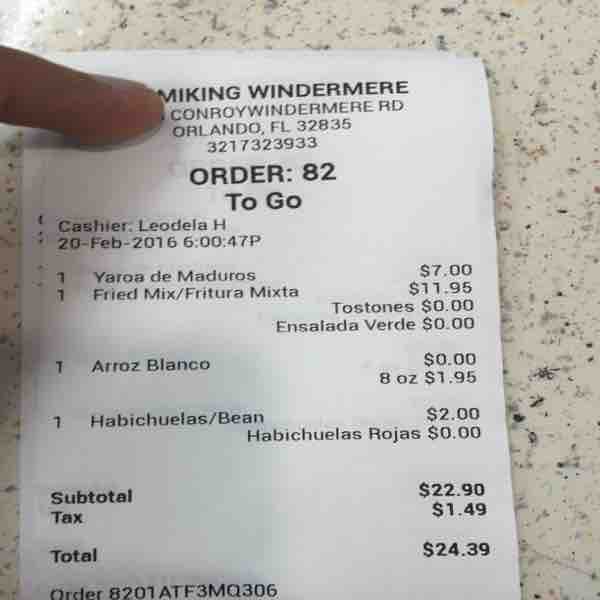 MIKING WINDERMERE
CONROYWINDERMERE RD
ORLANDO, FL 32835
3217323933
ORDER: 82
To Go
Cashier: Leodela H
20-Feb-2016 6:00:47P
1 Yaroa de Maduros $7.00
1 Fried Mix/Fritura Mixta $11.95
Tostones $0.00
Ensalada Verde $0.00
1 Arroz Blanco $0.00
8 oz $1.95
1 Habichuelas/Bean $2.00
Habichuelas Rojas $0.00
Subtotal $22.90
Tax $1.49
Total $24.39
Order 8201ATF3MQ306